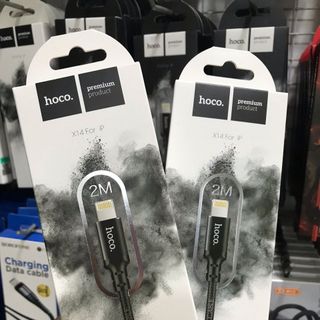 hoco.
premium
product
X14 For iP
2M
hoco.
hoco.
premium
product
X14 For iP
2M
hoco.
Charging
Data cable